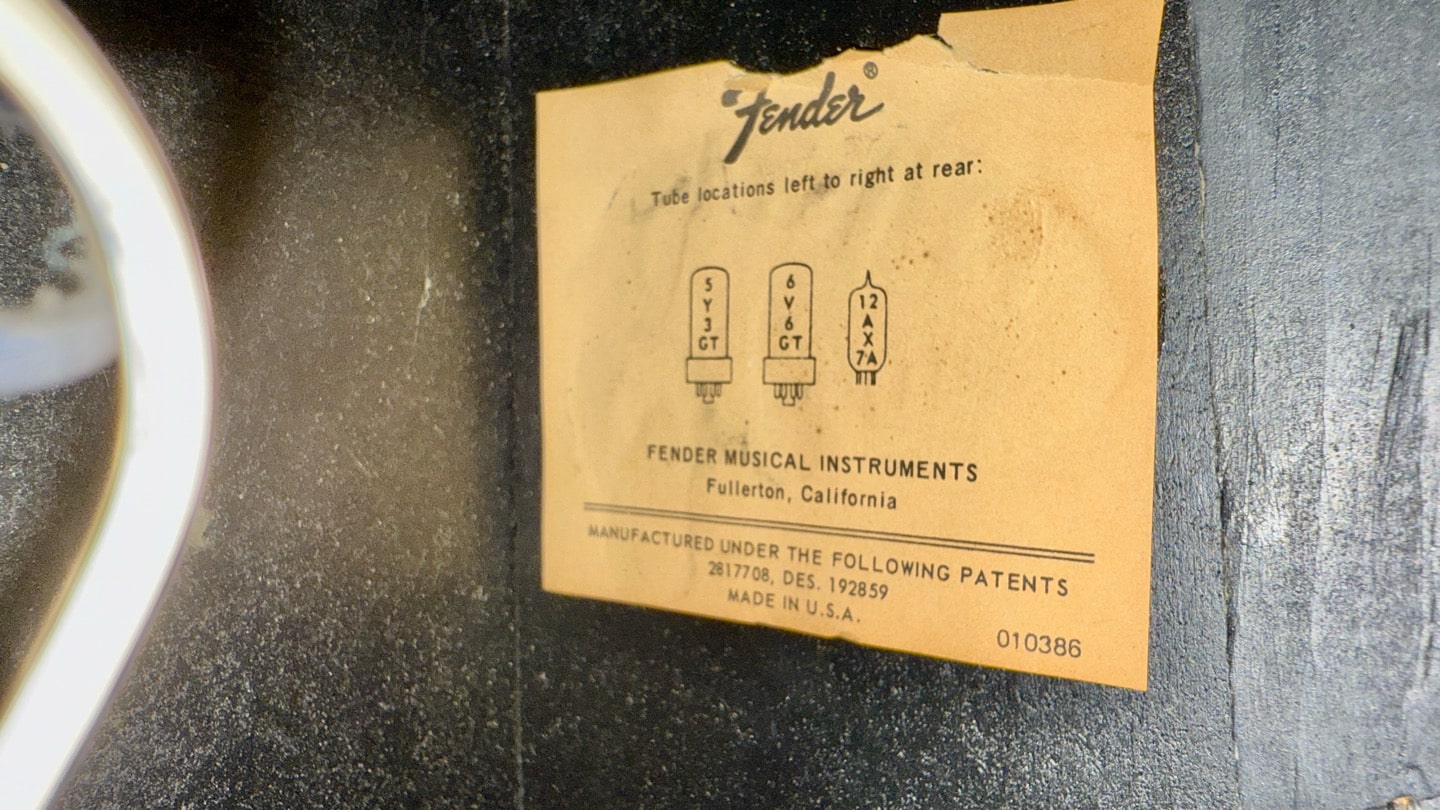 Fender®
Tube locations left to right at rear:
5
Y
3
GT
6
V
6
GT
12
A
X
7A
FENDER MUSICAL INSTRUMENTS
Fullerton, California
MANUFACTURED UNDER THE FOLLOWING PATENTS
2817708, DES. 192859
MADE IN U.S.A.
010386